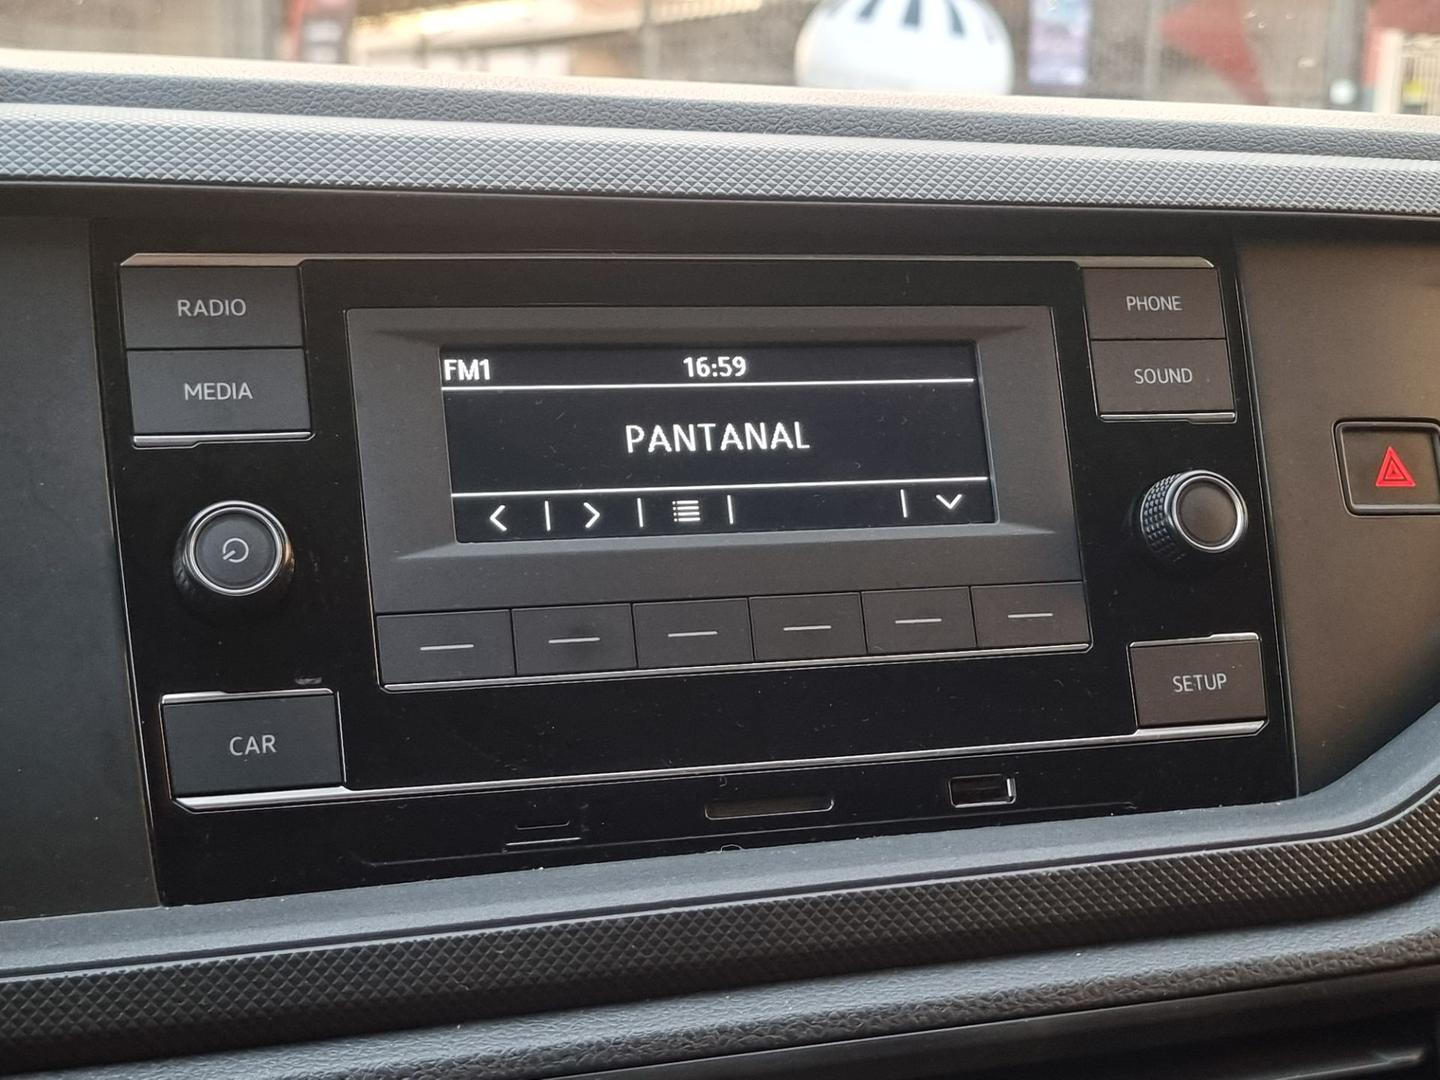 RADIO
MEDIA
FM1 16:59
PANTANAL
PHONE
SOUND
CAR
SETUP